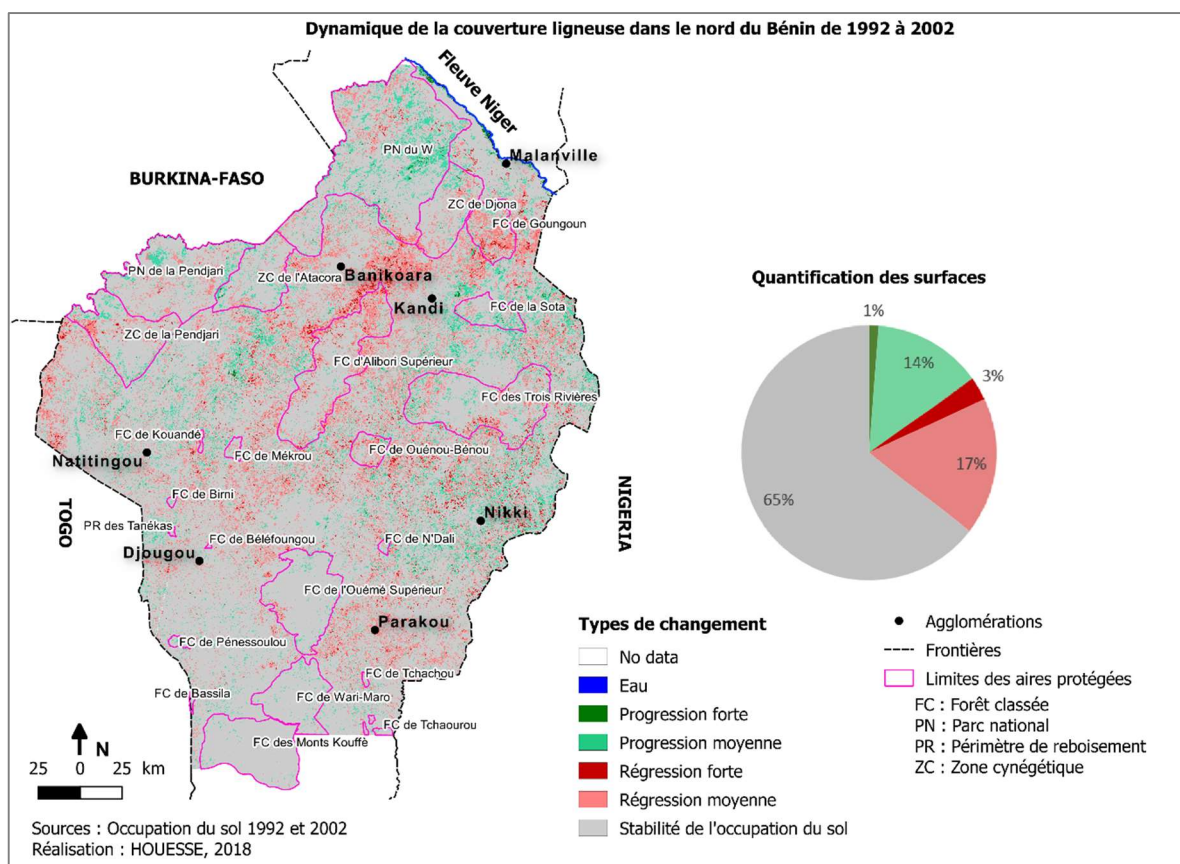 Dynamique de la couverture ligneuse dans le nord du Bénin de 1992 à 2002
Fleuve Niger
PN du W
Malanville
BURKINA-FASO
ZC de Djona
FC de Goungoun
PN de la Pendjari
ZC de l'Atacora
Banikoara
Kandi
FC de la Sota
ZC de la Pendjari
FC d'Alibori Supérieur
FC des Trois Rivières
FC de Kouandé
FC de Mékrou
FC de Ouénou-Bénou
Natitingou
FC de Birni
NIGERIA
TOGO
PR des Tanékas
Nikki
FC de Béléfoungou
FC de N'Dali
Djougou
FC de l'Ouémé Supérieur
Parakou
FC de Pénessoulou
FC de Tchachou
FC de Bassila
FC de Wari-Maro
FC de Tchaourou
FC des Monts Kouffè
N
25 0 25 km
Sources : Occupation du sol 1992 et 2002
Réalisation : HOUESSE, 2018
Quantification des surfaces
1%
14%
3%
17%
65%
Types de changement
No data
Eau
Progression forte
Progression moyenne
Régression forte
Régression moyenne
Stabilité de l'occupation du sol
Agglomérations
Frontières
Limites des aires protégées
FC : Forêt classée
PN : Parc national
PR : Périmètre de reboisement
ZC : Zone cynégétique